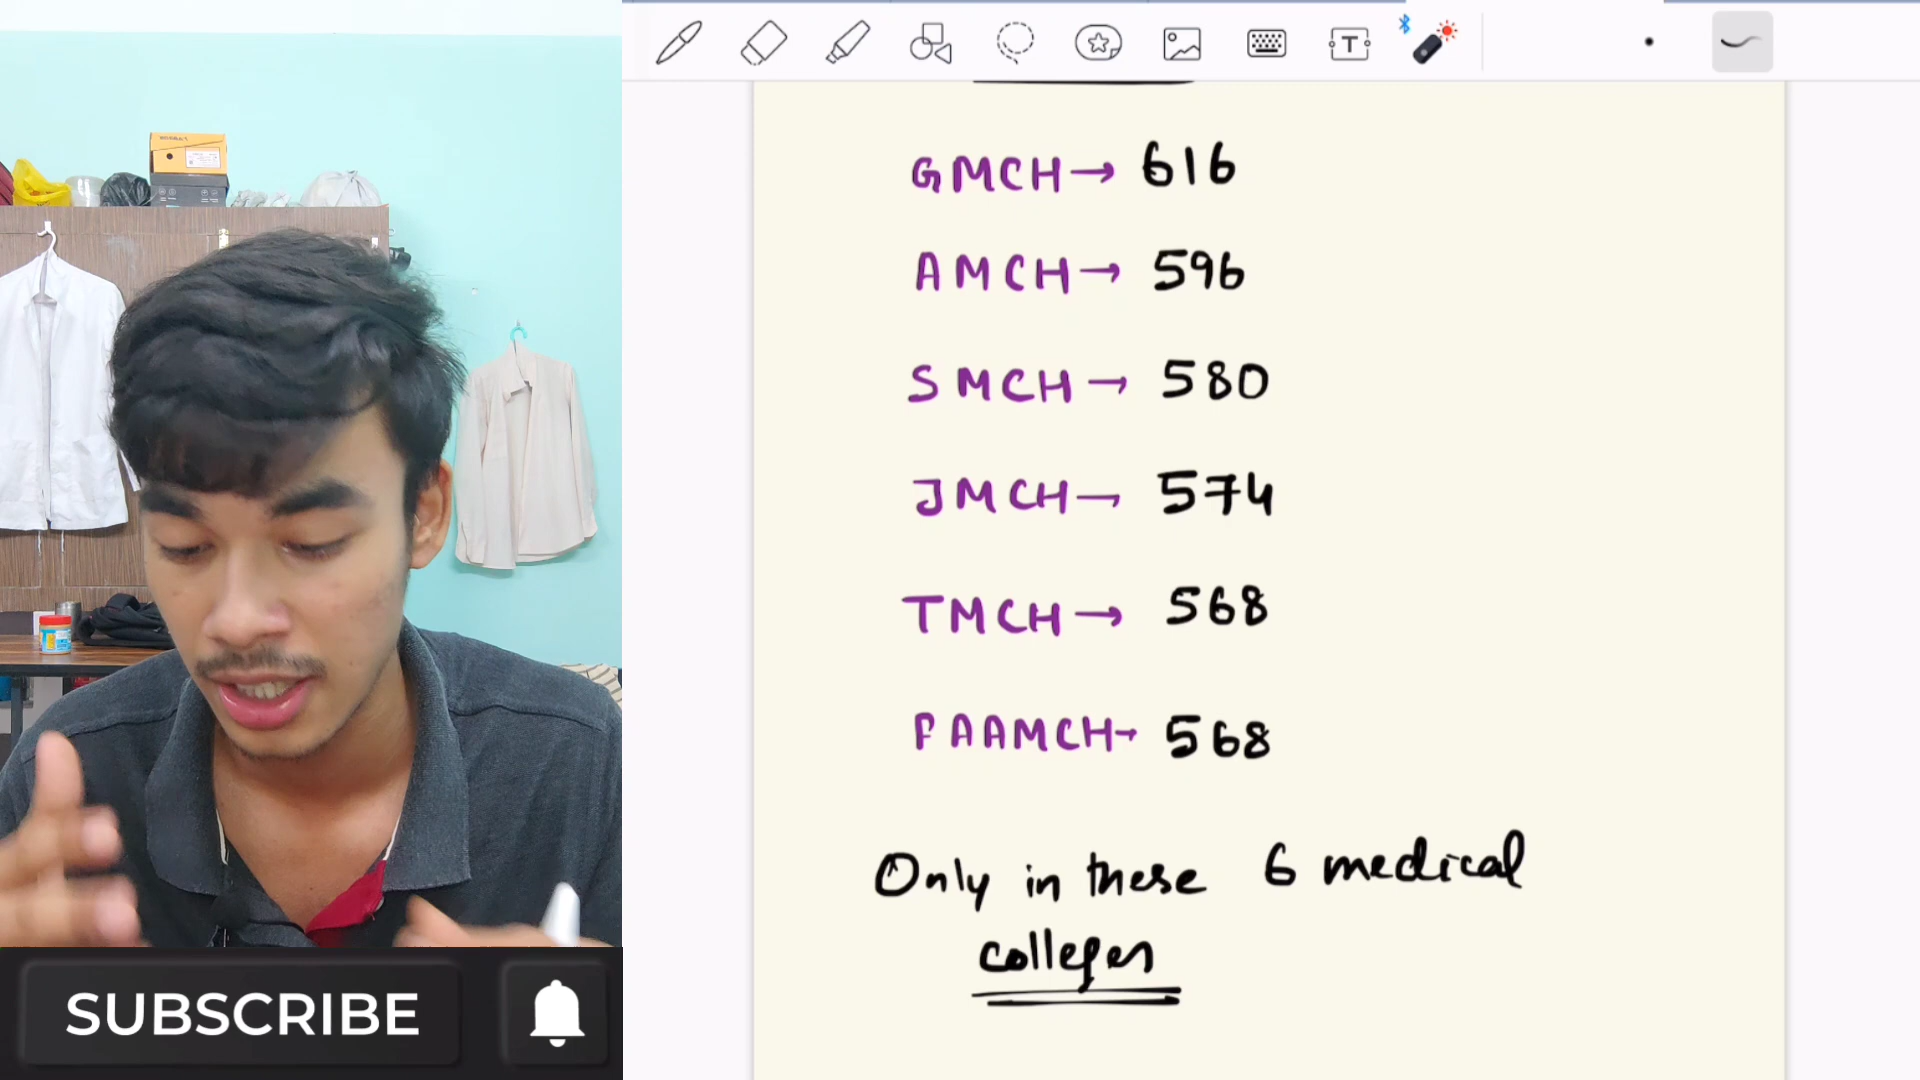 GMCH → 616
AMCH → 596
SMCH → 580
JMCH → 574
TMCH → 568
FAAMCH → 568
Only in these 6 medical
colleges
SUBSCRIBE
T